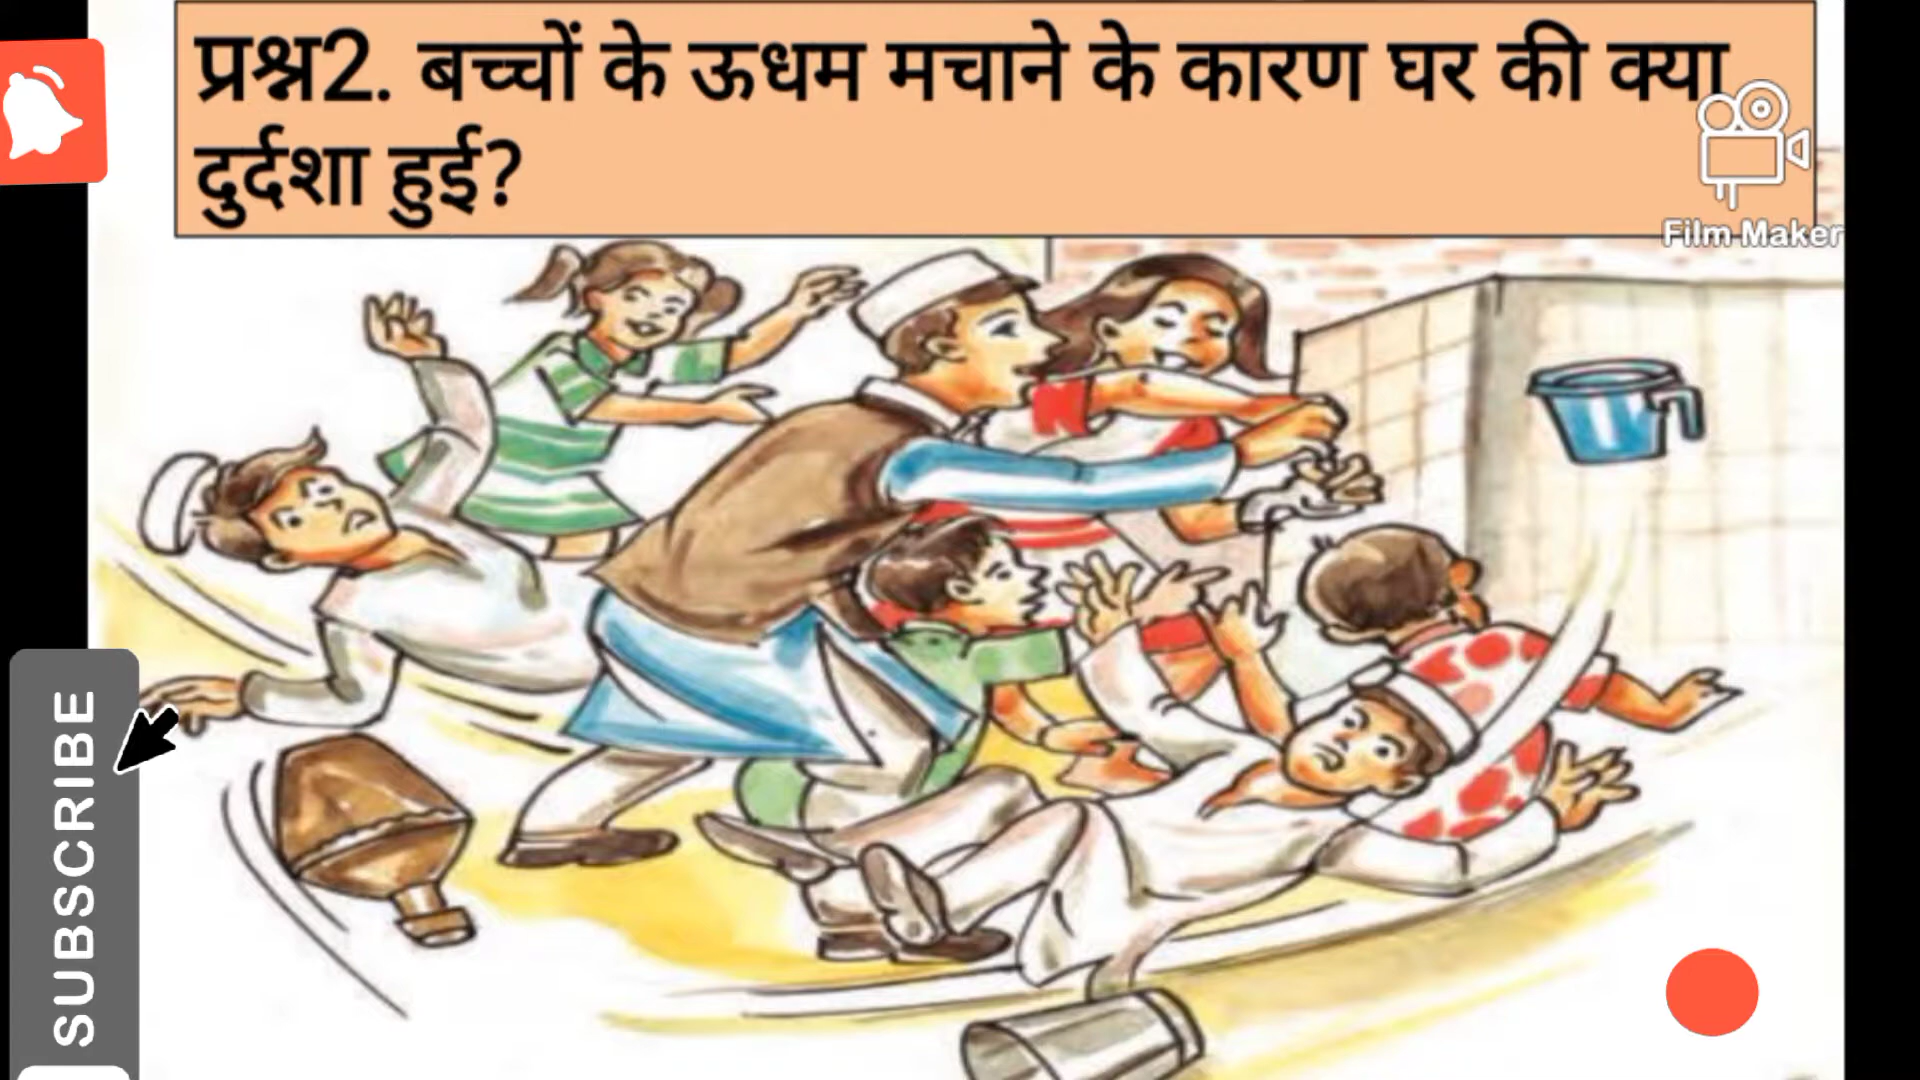 प्रश्न2. बच्चों के ऊधम मचाने के कारण घर की क्या
दुर्दशा हुई?
Film Maker
SUBSCRIBE